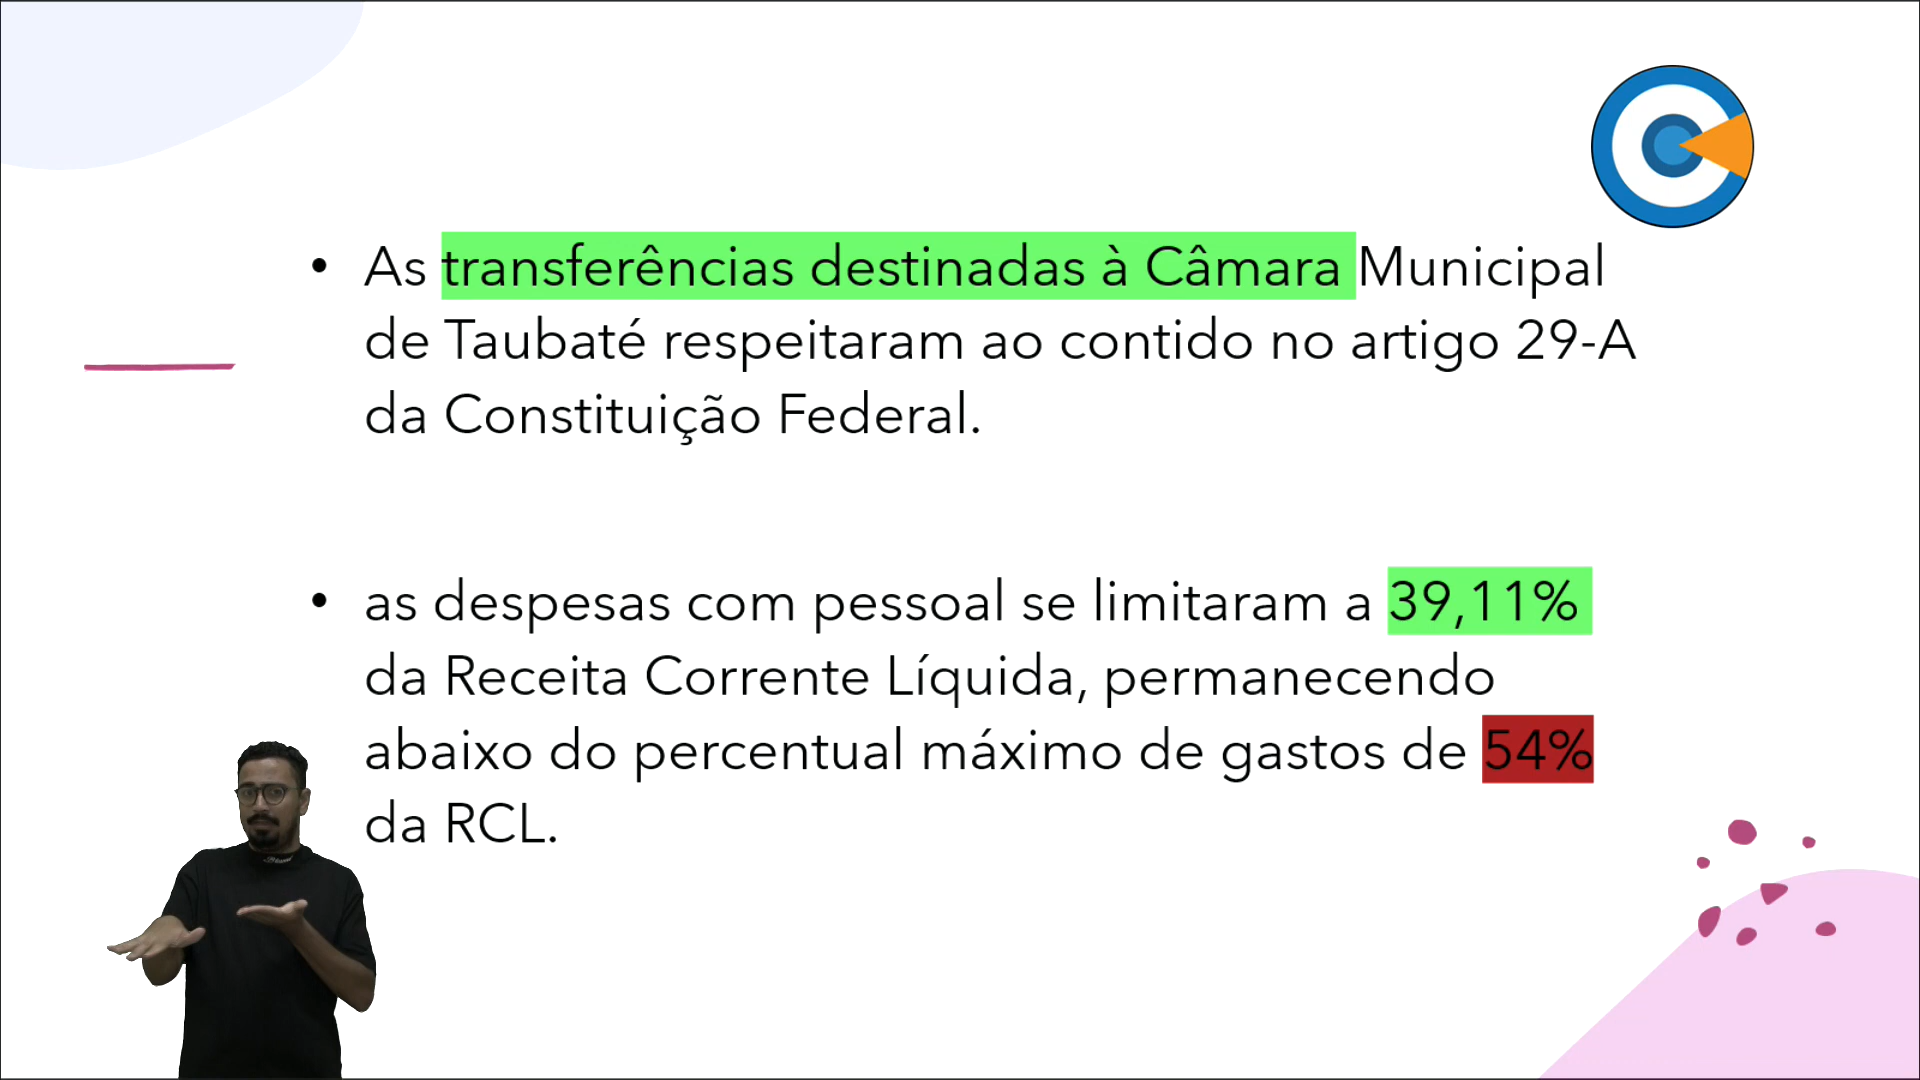 • As transferências destinadas à Câmara Municipal
de Taubaté respeitaram ao contido no artigo 29-A
da Constituição Federal.
• as despesas com pessoal se limitaram a 39,11%
da Receita Corrente Líquida, permanecendo
abaixo do percentual máximo de gastos de 54%
da RCL.